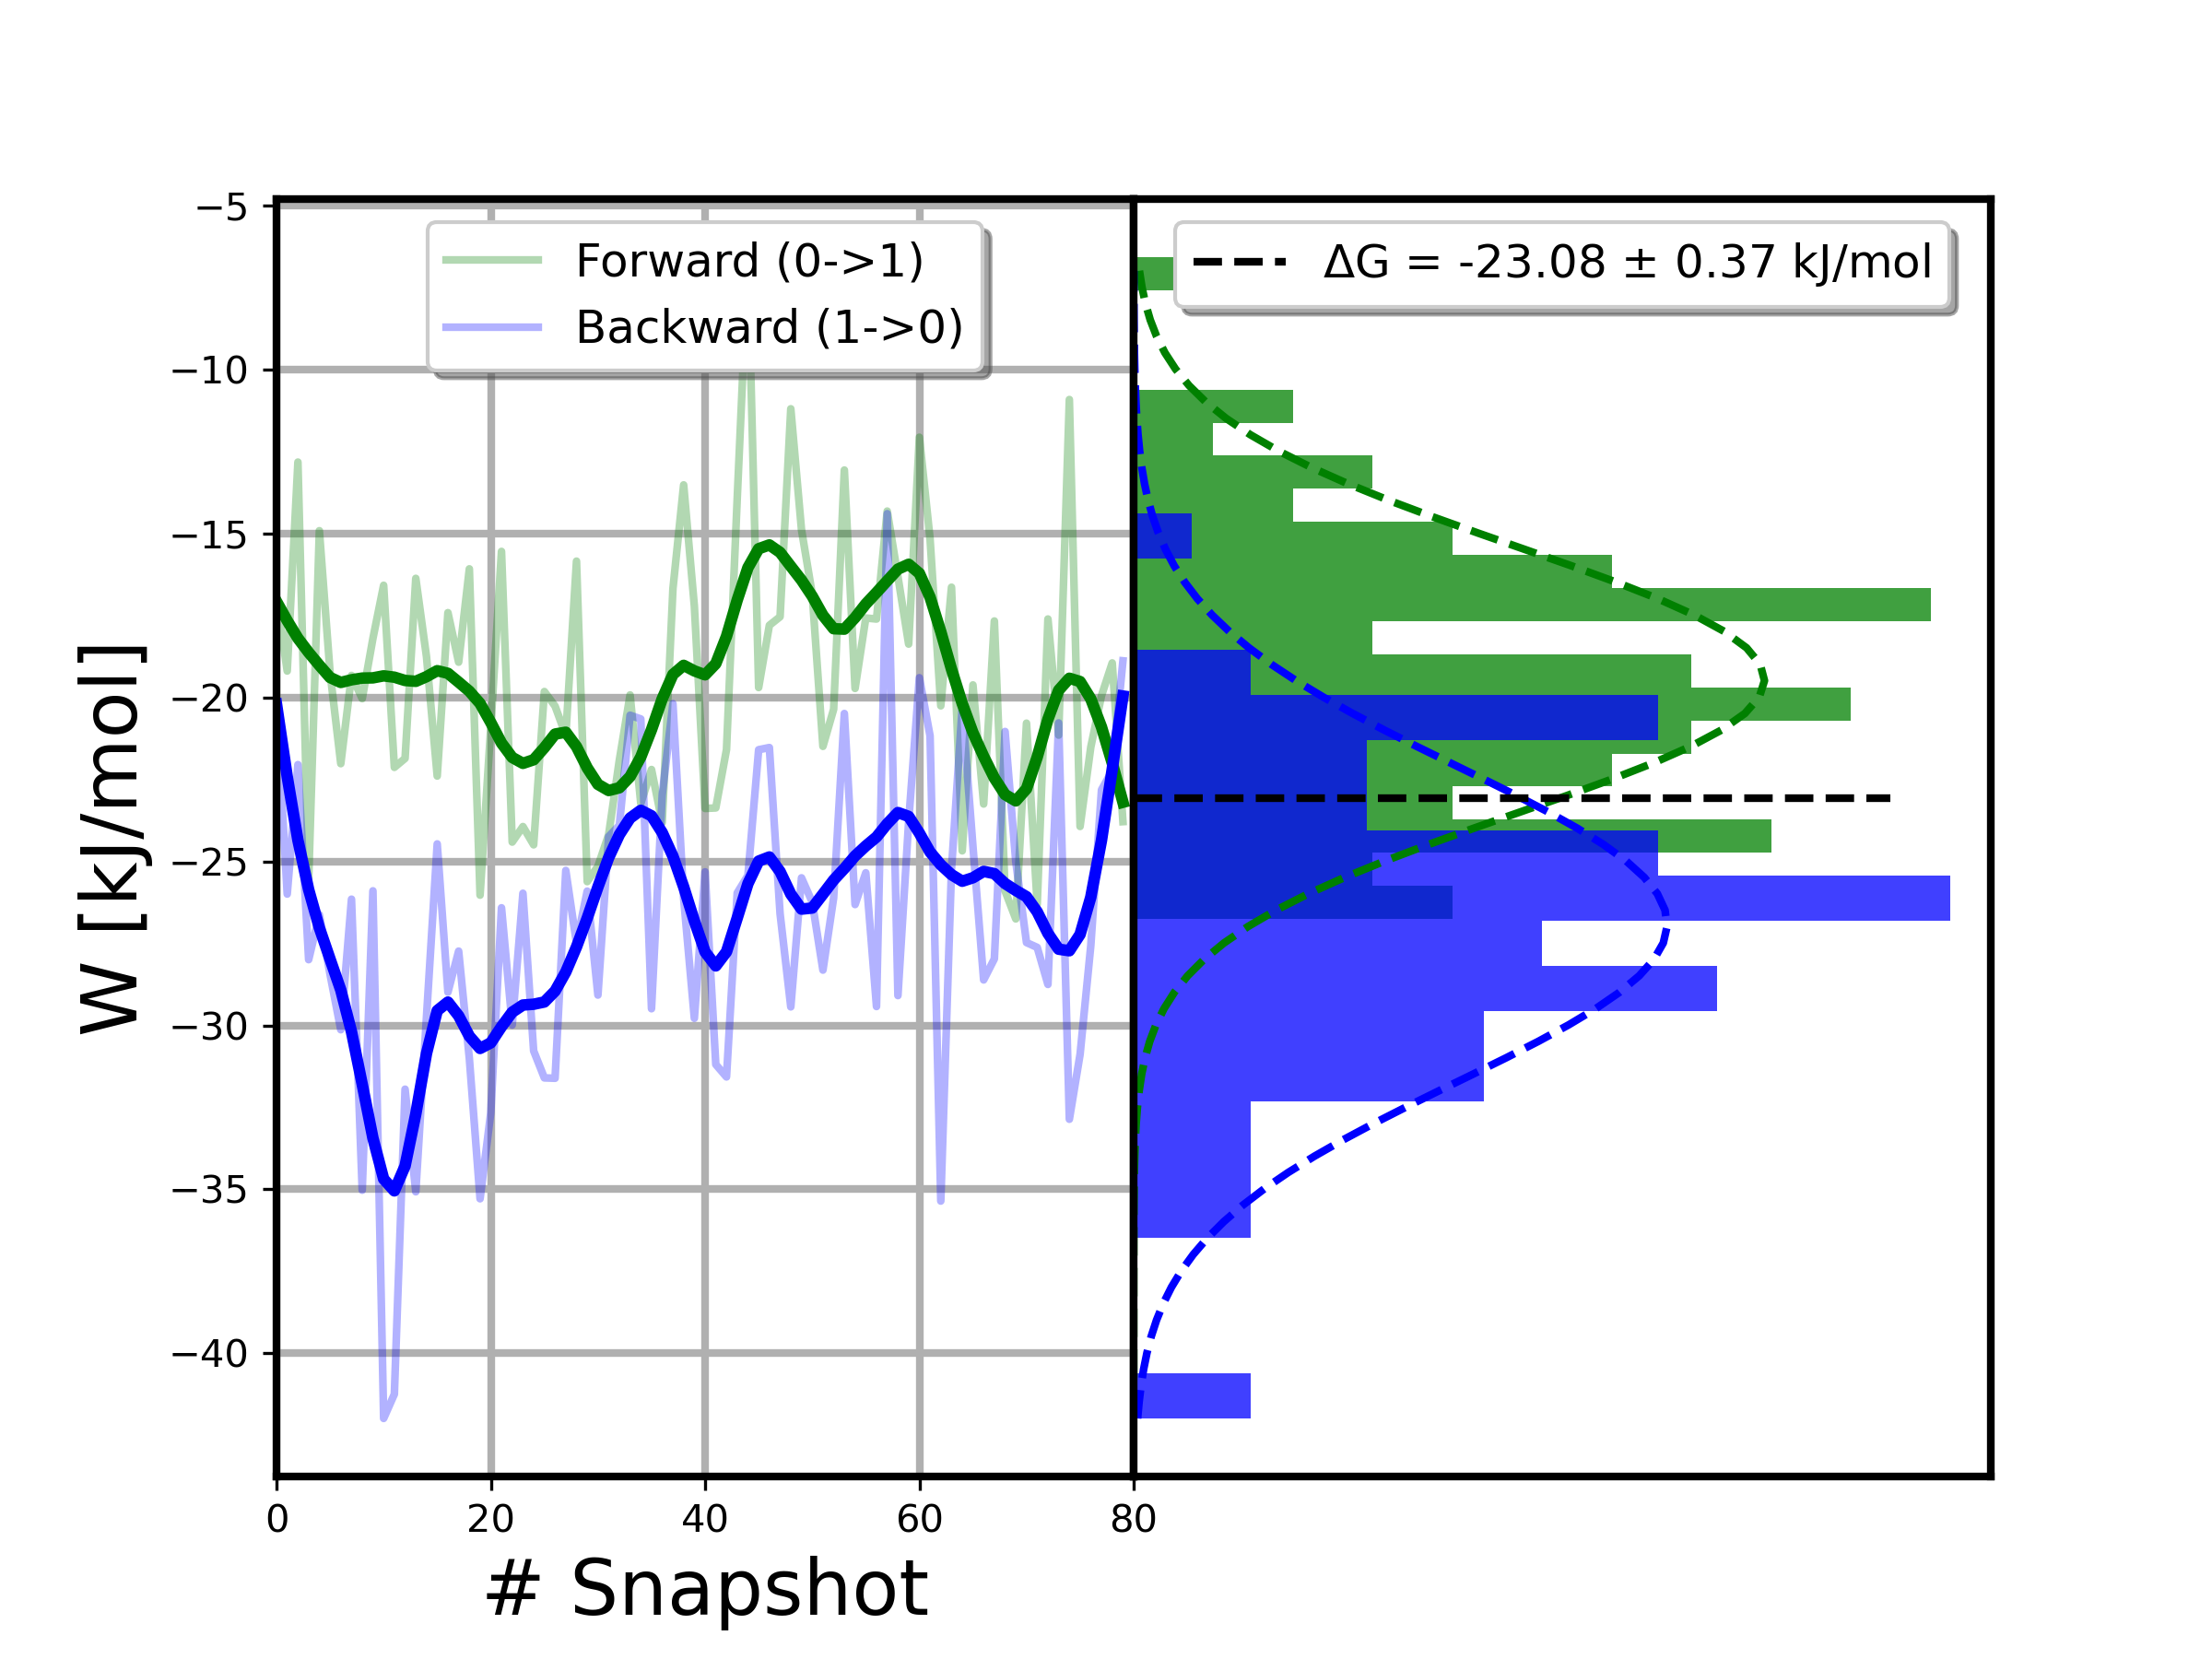 −5
−10
−15
−20
−25
−30
−35
−40
W [kJ/mol]
Forward (0->1)
Backward (1->0)
ΔG = -23.08 ± 0.37 kJ/mol
0 20 40 60 80
# Snapshot